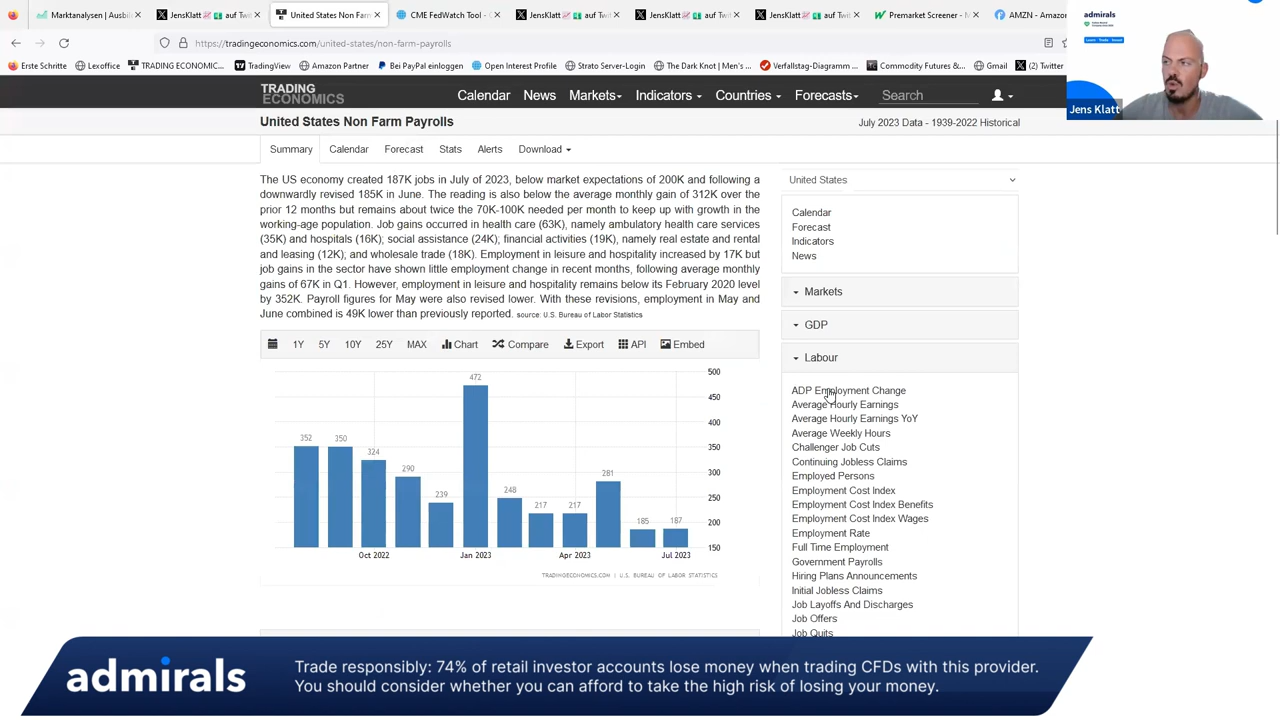 Marktanalysen | Ausbil
JensKlatt auf Twit
United States Non Farm Payrolls
CME FedWatch Tool -
JensKlatt auf Twit
JensKlatt auf Twit
JensKlatt auf Twit
Premarket Screener -
AMZN - Amazon
https://tradingeconomics.com/united-states/non-farm-payrolls
Erste Schritte
Lexoffice
TRADING ECONOMIC...
TradingView
Amazon Partner
Bei PayPal einloggen
Open Interest Profile
Strato Server-Login
The Dark Knot | Men's ...
Verfallstag-Diagramm ...
Commodity Futures &...
Gmail
(2) Twitter
admirals
Learn Trade Invest
Jens Klatt
TRADING
ECONOMICS
Calendar News Markets Indicators Countries Forecasts Search
United States Non Farm Payrolls
July 2023 Data - 1939-2022 Historical
Summary Calendar Forecast Stats Alerts Download
The US economy created 187K jobs in July of 2023, below market expectations of 200K and following a
downwardly revised 185K in June. The reading is also below the average monthly gain of 312K over the
prior 12 months but remains about twice the 70K-100K needed per month to keep up with growth in the
working-age population. Job gains occurred in health care (63K), namely ambulatory health care services
(35K) and hospitals (16K); social assistance (24K); financial activities (19K), namely real estate and rental
and leasing (12K); and wholesale trade (18K). Employment in leisure and hospitality increased by 17K but
job gains in the sector have shown little employment change in recent months, following average monthly
gains of 67K in Q1. However, employment in leisure and hospitality remains below its February 2020 level
by 352K. Payroll figures for May were also revised lower. With these revisions, employment in May and
June combined is 49K lower than previously reported. source: U.S. Bureau of Labor Statistics
1Y 5Y 10Y 25Y MAX Chart Compare Export API Embed
472
352
350
324
290
239
248
217
217
281
185
187
500
450
400
350
300
250
200
150
Oct 2022 Jan 2023 Apr 2023 Jul 2023
TRADINGECONOMICS.COM | U.S. BUREAU OF LABOR STATISTICS
United States
Calendar
Forecast
Indicators
News
Markets
GDP
Labour
ADP Employment Change
Average Hourly Earnings
Average Hourly Earnings YoY
Average Weekly Hours
Challenger Job Cuts
Continuing Jobless Claims
Employed Persons
Employment Cost Index
Employment Cost Index Benefits
Employment Cost Index Wages
Employment Rate
Full Time Employment
Government Payrolls
Hiring Plans Announcements
Initial Jobless Claims
Job Layoffs And Discharges
Job Offers
Job Quits
admirals
Trade responsibly: 74% of retail investor accounts lose money when trading CFDs with this provider.
You should consider whether you can afford to take the high risk of losing your money.